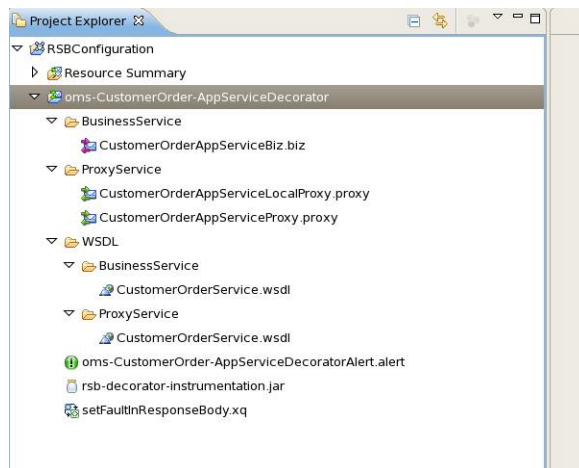 Project Explorer
RSBConfiguration
Resource Summary
oms-CustomerOrder-AppServiceDecorator
BusinessService
CustomerOrderAppServiceBiz.biz
ProxyService
CustomerOrderAppServiceLocalProxy.proxy
CustomerOrderAppServiceProxy.proxy
WSDL
BusinessService
CustomerOrderService.wsdl
ProxyService
CustomerOrderService.wsdl
oms-CustomerOrder-AppServiceDecoratorAlert.alert
rsb-decorator-instrumentation.jar
setFaultInResponseBody.xq